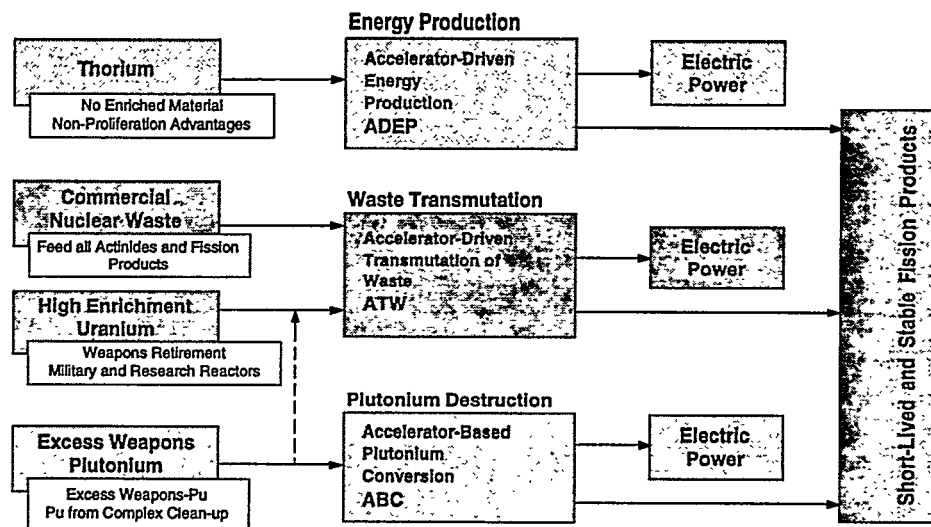 Energy Production
Thorium
No Enriched Material
Non-Proliferation Advantages
Accelerator-Driven
Energy
Production
ADEP
Electric
Power
Commercial
Nuclear Waste
Feed all Actinides and Fission
Products
High Enrichment
Uranium
Weapons Retirement
Military and Research Reactors
Waste Transmutation
Accelerator-Driven
Transmutation of
Waste
ATW
Electric
Power
Excess Weapons
Plutonium
Excess Weapons-Pu
Pu from Complex Clean-up
Plutonium Destruction
Accelerator-Based
Plutonium
Conversion
ABC
Electric
Power
Short-Lived and Stable Fission Products